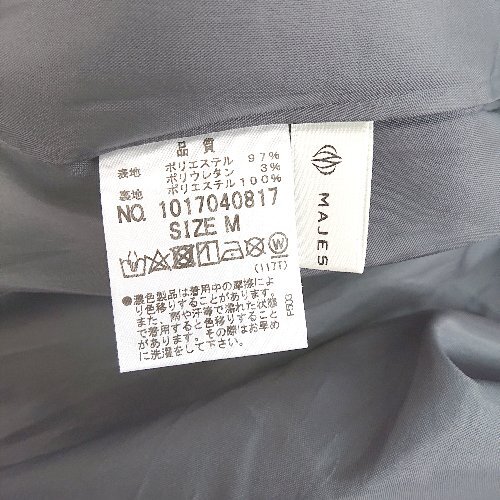 品質
表地 ポリエステル 97%
ポリウレタン 3%
裏地 ポリエステル 100%
NO. 1017040817
SIZE M
(117T)
●濃色製品は着用中の摩擦によ
り色移りすることがあります。
また、雨や汗等で濡れた状態
で着用すると色移りすること
があります。その際はお早め
に洗濯をして下さい。
F503
MAJES